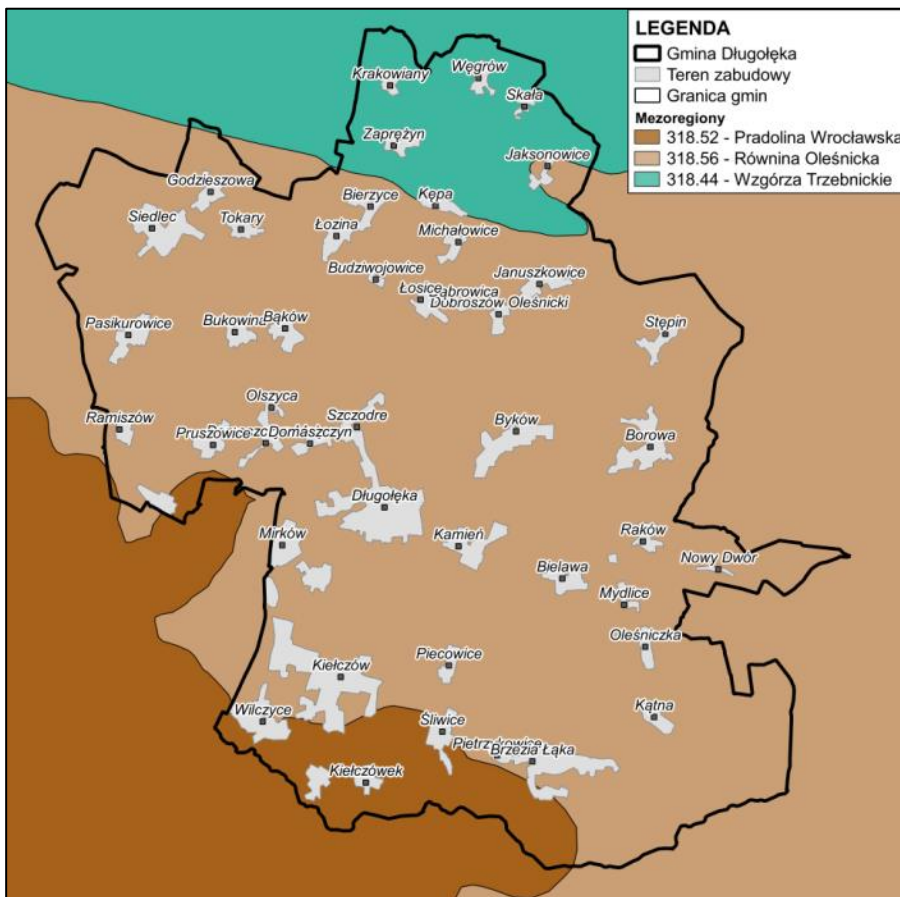 LEGENDA
Gmina Długołęka
Teren zabudowy
Granica gmin
Mezoregiony
318.52 - Pradolina Wrocławska
318.56 - Równina Oleśnicka
318.44 - Wzgórza Trzebnickie
Krakowiany
Węgrów
Skała
Zaprężyn
Jaksonowice
Godzieszowa
Bierzyce
Kępa
Siedlec
Tokary
Łozina
Michałowice
Budziwojowice
Januszkowice
Łosice
Dobroszów Oleśnicki
Pasikurowice
Bukowina
Bąków
Stępin
Olszyca
Ramiszów
Szczodre
Pruszowice
Domaszczyn
Byków
Borowa
Długołęka
Mirków
Kamień
Raków
Nowy Dwór
Bielawa
Mydlice
Oleśniczka
Piecowice
Kiełczów
Wilczyce
Śliwice
Kątna
Brzezia Łąka
Kiełczówek